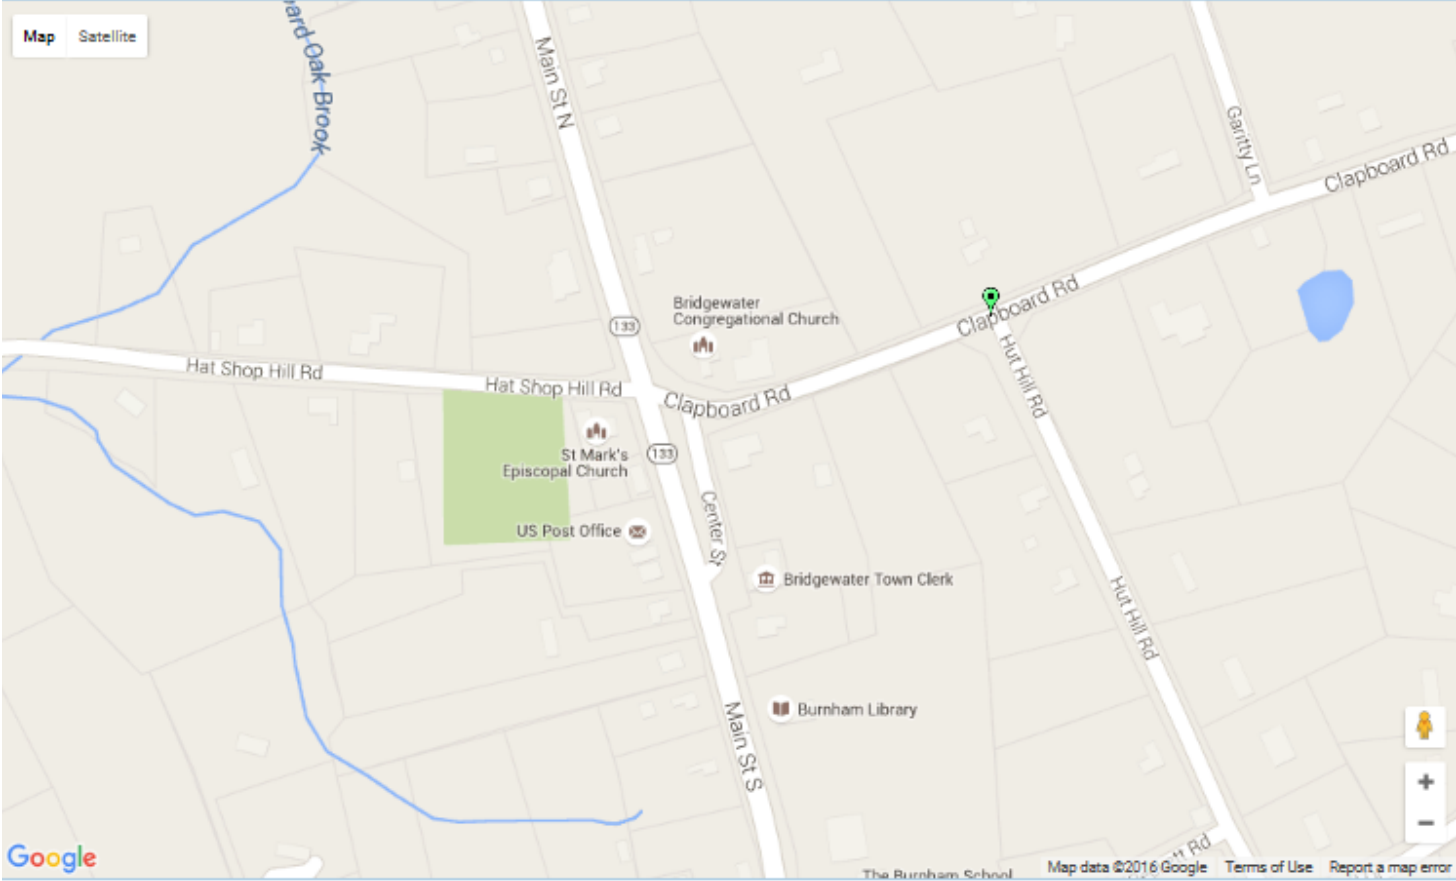 Map
Satellite
Oak Brook
Main St N
Garitty Ln
Clapboard Rd
133
Bridgewater
Congregational Church
Clapboard Rd
Hut Hill Rd
Hat Shop Hill Rd
Hat Shop Hill Rd
Clapboard Rd
St Mark's
Episcopal Church
133
Center St
US Post Office
Bridgewater Town Clerk
Hut Hill Rd
Burnham Library
Main St S
Google
The Burnham School
Rd
Map data ©2016 Google
Terms of Use
Report a map error